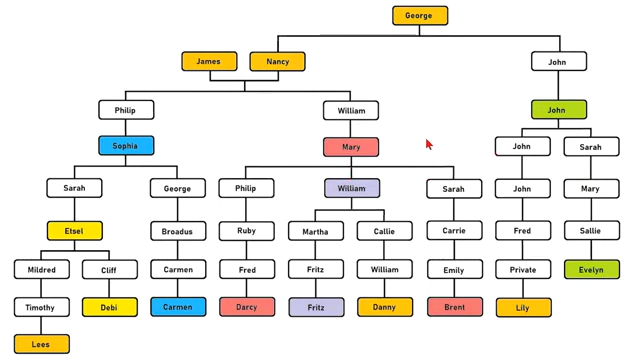 George
James
Nancy
John
Philip
William
John
Sophia
Mary
John
Sarah
Sarah
George
Philip
William
Sarah
John
Mary
Etsel
Broadus
Ruby
Martha
Callie
Carrie
Fred
Sallie
Mildred
Cliff
Carmen
Fred
Fritz
William
Emily
Private
Evelyn
Timothy
Debi
Carmen
Darcy
Fritz
Danny
Brent
Lily
Lees